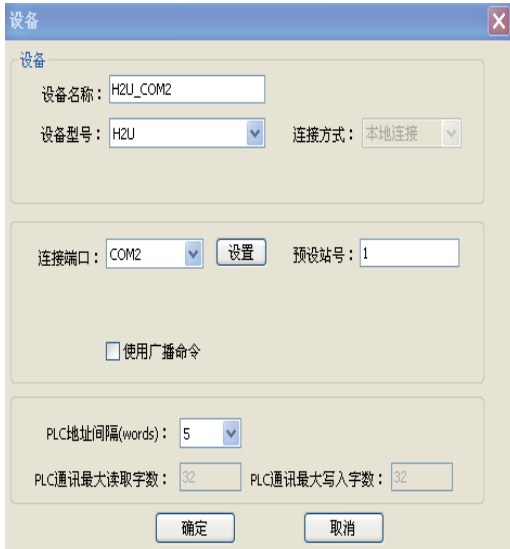 设备
设备
设备名称： H2U_COM2
设备型号： H2U 连接方式： 本地连接
连接端口： COM2 设置 预设站号： 1
使用广播命令
PLC地址间隔(words)： 5
PLC通讯最大读取字数： 32 PLC通讯最大写入字数： 32
确定 取消